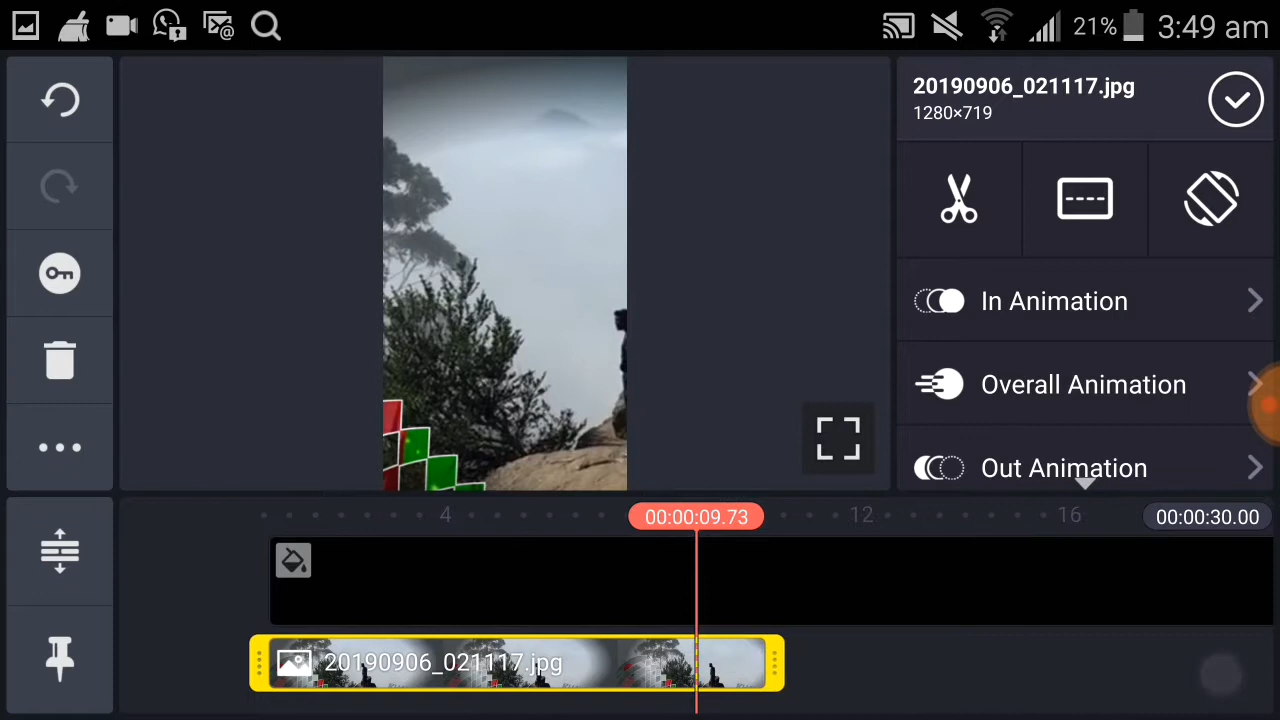 21% 3:49 am
20190906_021117.jpg
1280×719
In Animation
Overall Animation
Out Animation
4 00:00:09.73 12 16 00:00:30.00
20190906_021117.jpg